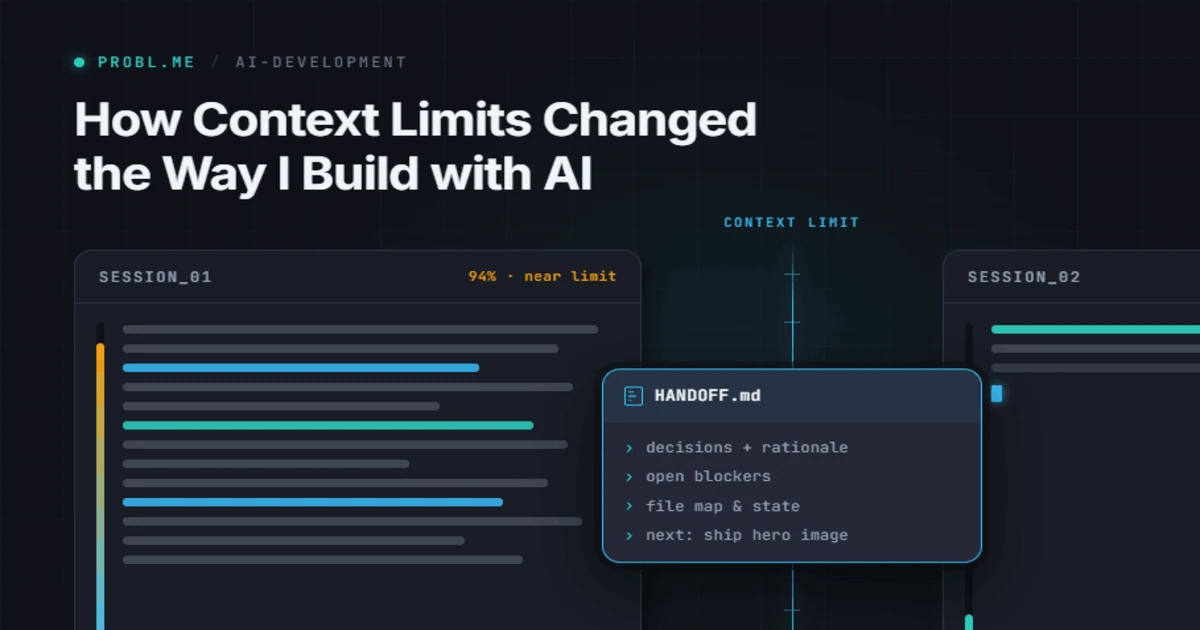 PROBL.ME / AI-DEVELOPMENT
How Context Limits Changed
the Way I Build with AI
CONTEXT LIMIT
SESSION_01
94% · near limit
SESSION_02
HANDOFF.md
› decisions + rationale
› open blockers
› file map & state
› next: ship hero image